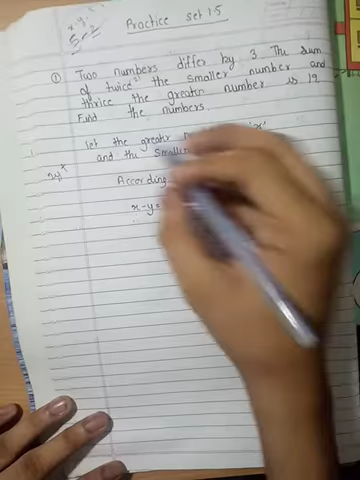 Practice set 1.5
① Two numbers differ by 3. The sum
of twice the smaller number and
thrice the greater number is 19.
Find the numbers.
let the greater 'x'
and the smaller
According
x-y=